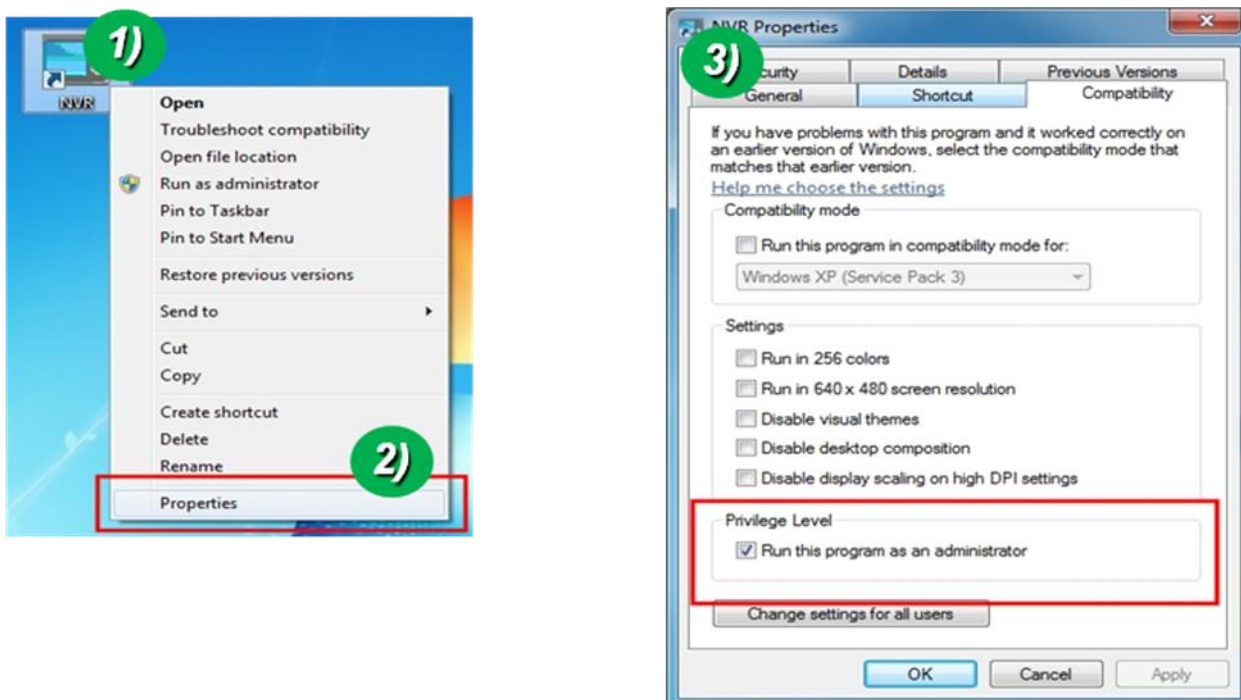 1)
NVR
Open
Troubleshoot compatibility
Open file location
Run as administrator
Pin to Taskbar
Pin to Start Menu
Restore previous versions
Send to
Cut
Copy
Create shortcut
Delete
Rename
2)
Properties
NVR Properties
3)
Details
Previous Versions
General
Shortcut
Compatibility
If you have problems with this program and it worked correctly on
an earlier version of Windows, select the compatibility mode that
matches that earlier version.
Help me choose the settings
Compatibility mode
Run this program in compatibility mode for:
Windows XP (Service Pack 3)
Settings
Run in 256 colors
Run in 640 x 480 screen resolution
Disable visual themes
Disable desktop composition
Disable display scaling on high DPI settings
Privilege Level
Run this program as an administrator
Change settings for all users
OK
Cancel
Apply